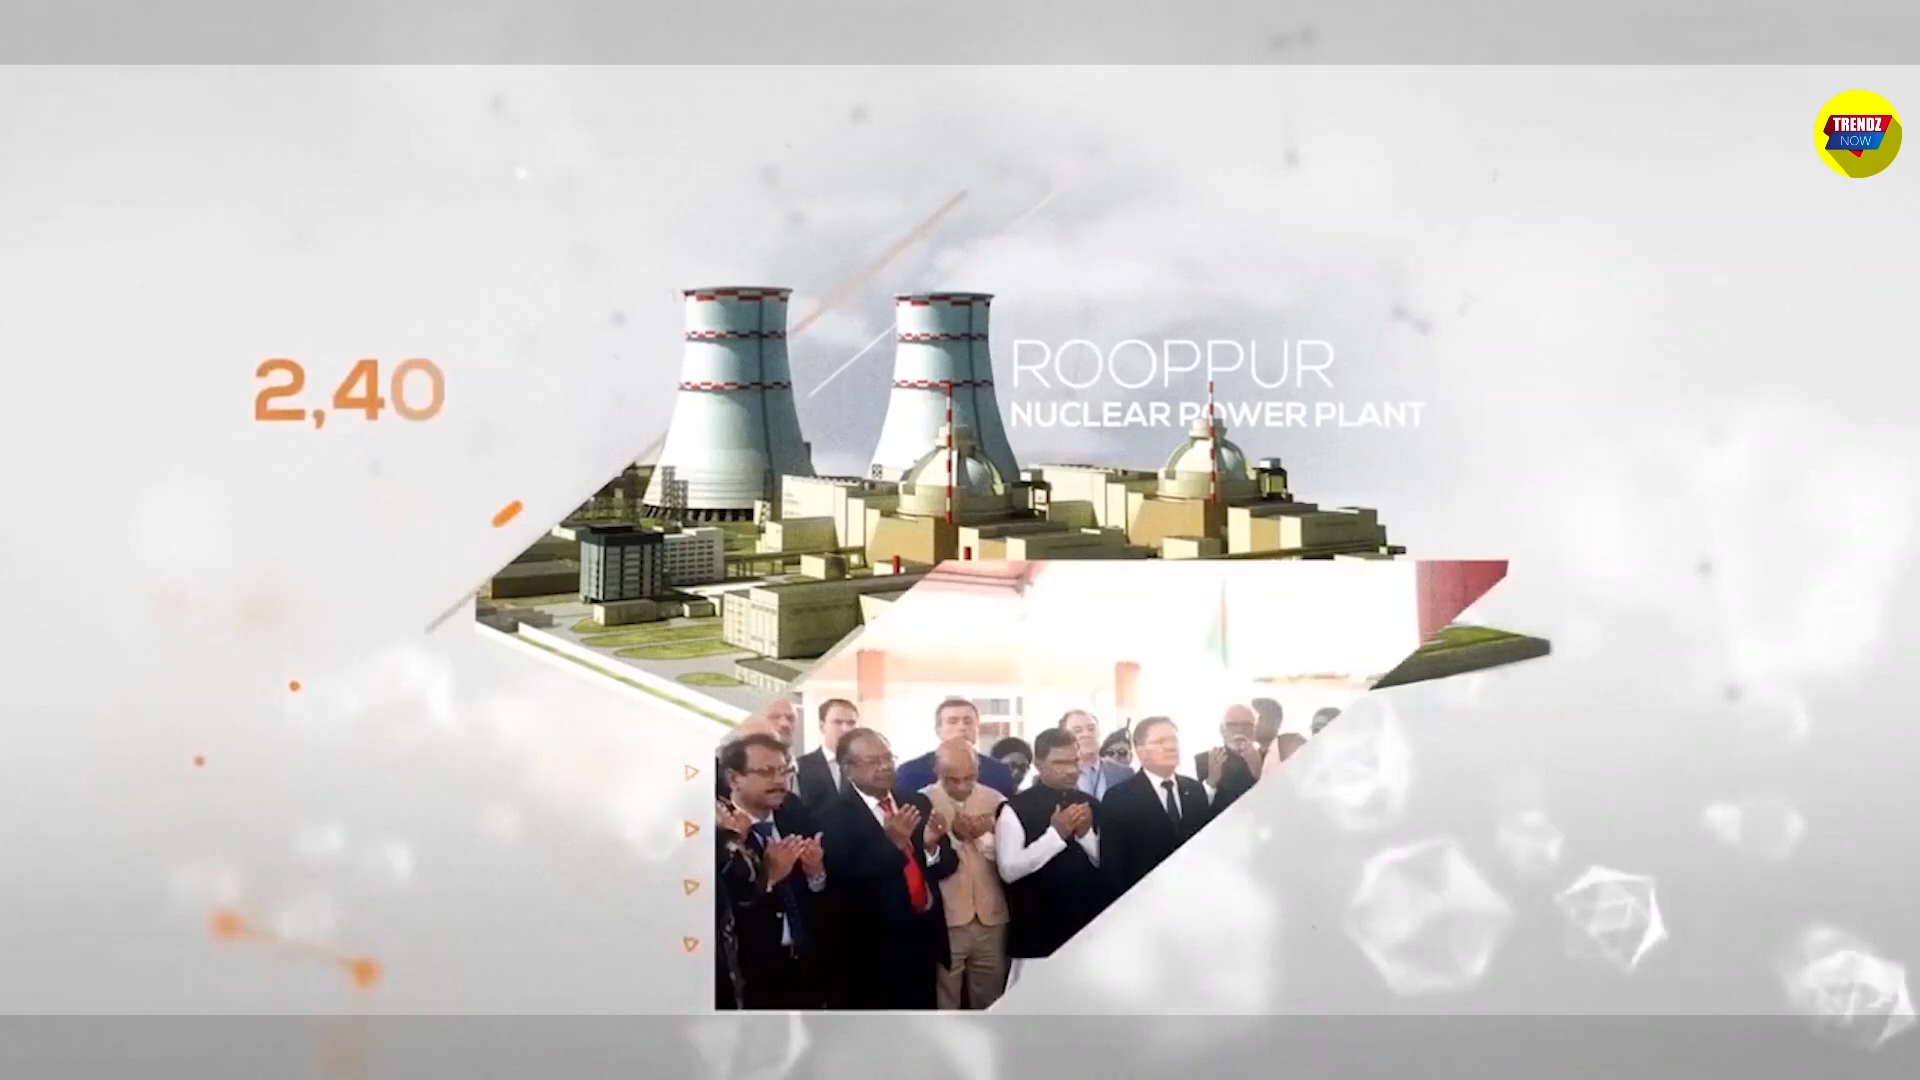 TRENDZ
NOW
2,40
ROOPPUR
NUCLEAR POWER PLANT